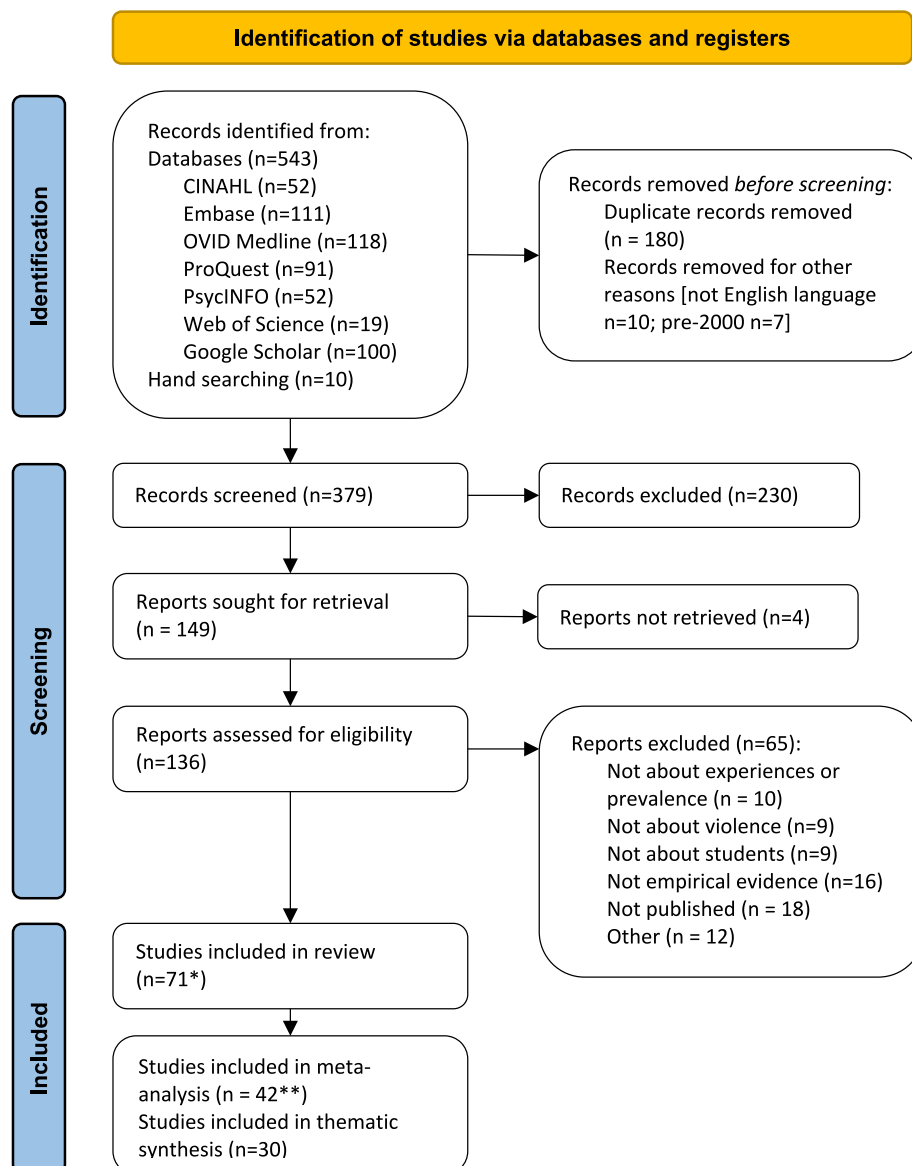 Identification of studies via databases and registers
Identification
Records identified from:
Databases (n=543)
CINAHL (n=52)
Embase (n=111)
OVID Medline (n=118)
ProQuest (n=91)
PsycINFO (n=52)
Web of Science (n=19)
Google Scholar (n=100)
Hand searching (n=10)
Records removed before screening:
Duplicate records removed
(n = 180)
Records removed for other
reasons [not English language
n=10; pre-2000 n=7]
Screening
Records screened (n=379)
Records excluded (n=230)
Reports sought for retrieval
(n = 149)
Reports not retrieved (n=4)
Reports assessed for eligibility
(n=136)
Reports excluded (n=65):
Not about experiences or
prevalence (n = 10)
Not about violence (n=9)
Not about students (n=9)
Not empirical evidence (n=16)
Not published (n = 18)
Other (n = 12)
Included
Studies included in review
(n=71*)
Studies included in meta-
analysis (n = 42**)
Studies included in thematic
synthesis (n=30)